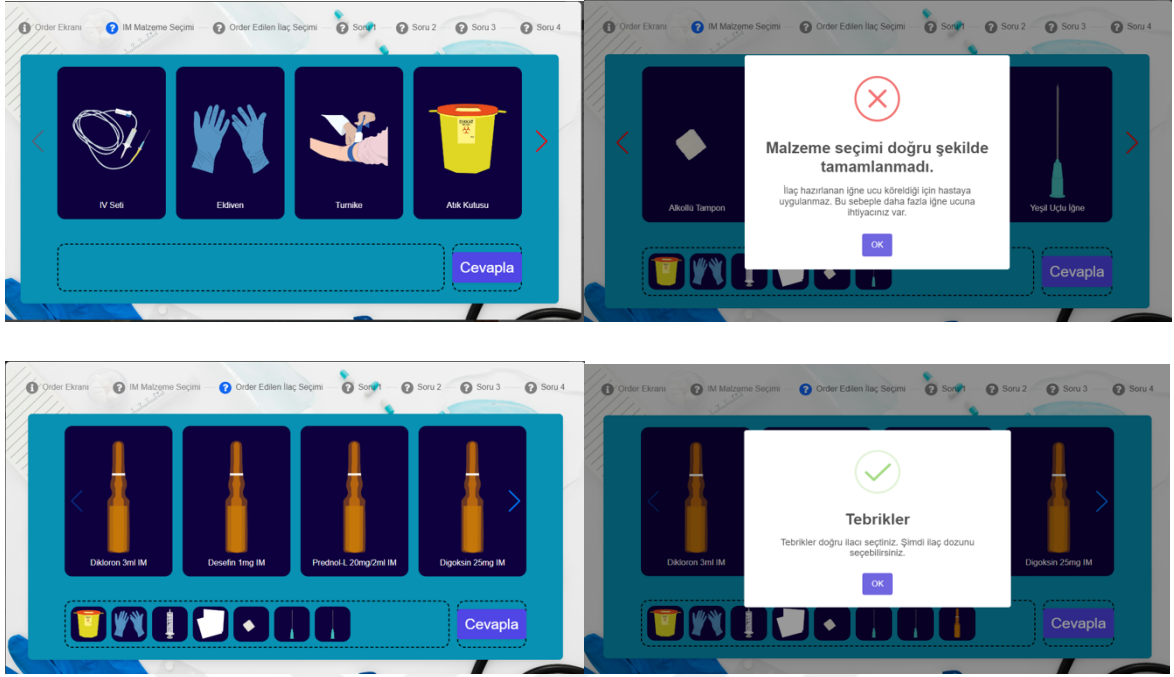 Order Ekranı IM Malzeme Seçimi Order Edilen İlaç Seçimi Soru 1 Soru 2 Soru 3 Soru 4
IV Seti Eldiven Turnike Atık Kutusu
Cevapla
Order Ekranı IM Malzeme Seçimi Order Edilen İlaç Seçimi Soru 1 Soru 2 Soru 3 Soru 4
Malzeme seçimi doğru şekilde
tamamlanmadı.
İlaç hazırlanan iğne ucu köreldiği için hastaya
uygulanmaz. Bu sebeple daha fazla iğne ucuna
ihtiyacınız var.
Alkollü Tampon Yeşil Uçlu İğne
OK
Cevapla
Order Ekranı IM Malzeme Seçimi Order Edilen İlaç Seçimi Soru 1 Soru 2 Soru 3 Soru 4
Dikloron 3ml IM Desefin 1mg IM Prednol-L 20mg/2ml IM Digoksin 25mg IM
Cevapla
Order Ekranı IM Malzeme Seçimi Order Edilen İlaç Seçimi Soru 1 Soru 2 Soru 3 Soru 4
Tebrikler
Tebrikler doğru ilacı seçtiniz. Şimdi ilaç dozunu
seçebilirsiniz.
Dikloron 3ml IM Digoksin 25mg IM
OK
Cevapla